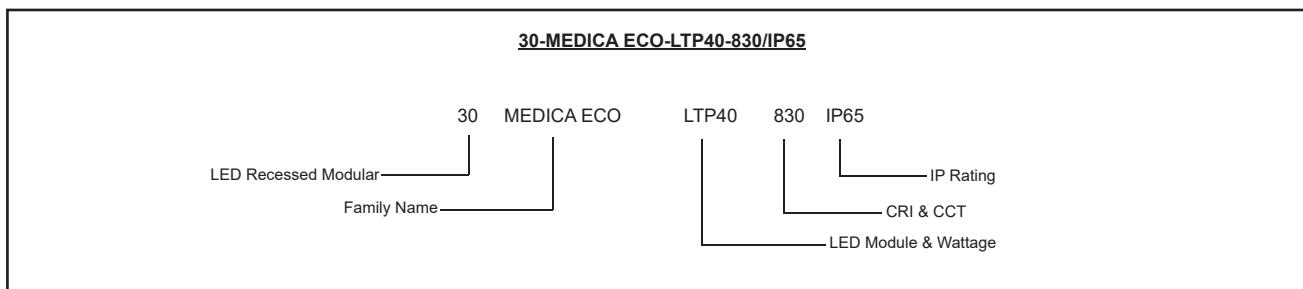 30-MEDICA ECO-LTP40-830/IP65
30 MEDICA ECO LTP40 830 IP65
LED Recessed Modular
IP Rating
Family Name
CRI & CCT
LED Module & Wattage